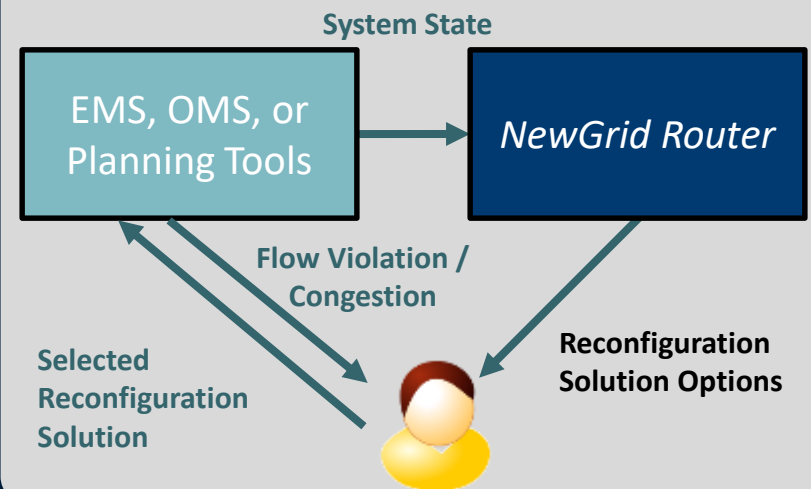 System State
EMS, OMS, or
Planning Tools
NewGrid Router
Flow Violation /
Congestion
Selected
Reconfiguration
Solution
Reconfiguration
Solution Options